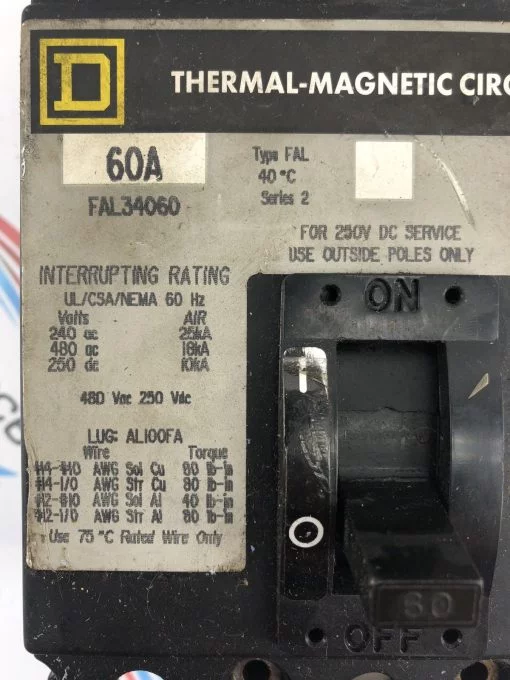 D
THERMAL-MAGNETIC CIRC
60A
FAL34060
Type FAL
40 °C
Series 2
FOR 250V DC SERVICE
USE OUTSIDE POLES ONLY
INTERRUPTING RATING
UL/CSA/NEMA 60 Hz
Volts AIR
240 ac 25kA
480 ac 18kA
250 dc 10kA
480 Vac 250 Vdc
LUG: AL100FA
Wire Torque
#14-#10 AWG Sol Cu 80 lb-in
#14-1/0 AWG Str Cu 80 lb-in
#12-#10 AWG Sol Al 40 lb-in
#12-1/0 AWG Str Al 80 lb-in
Use 75 °C Rated Wire Only
ON
I
O
60
OFF